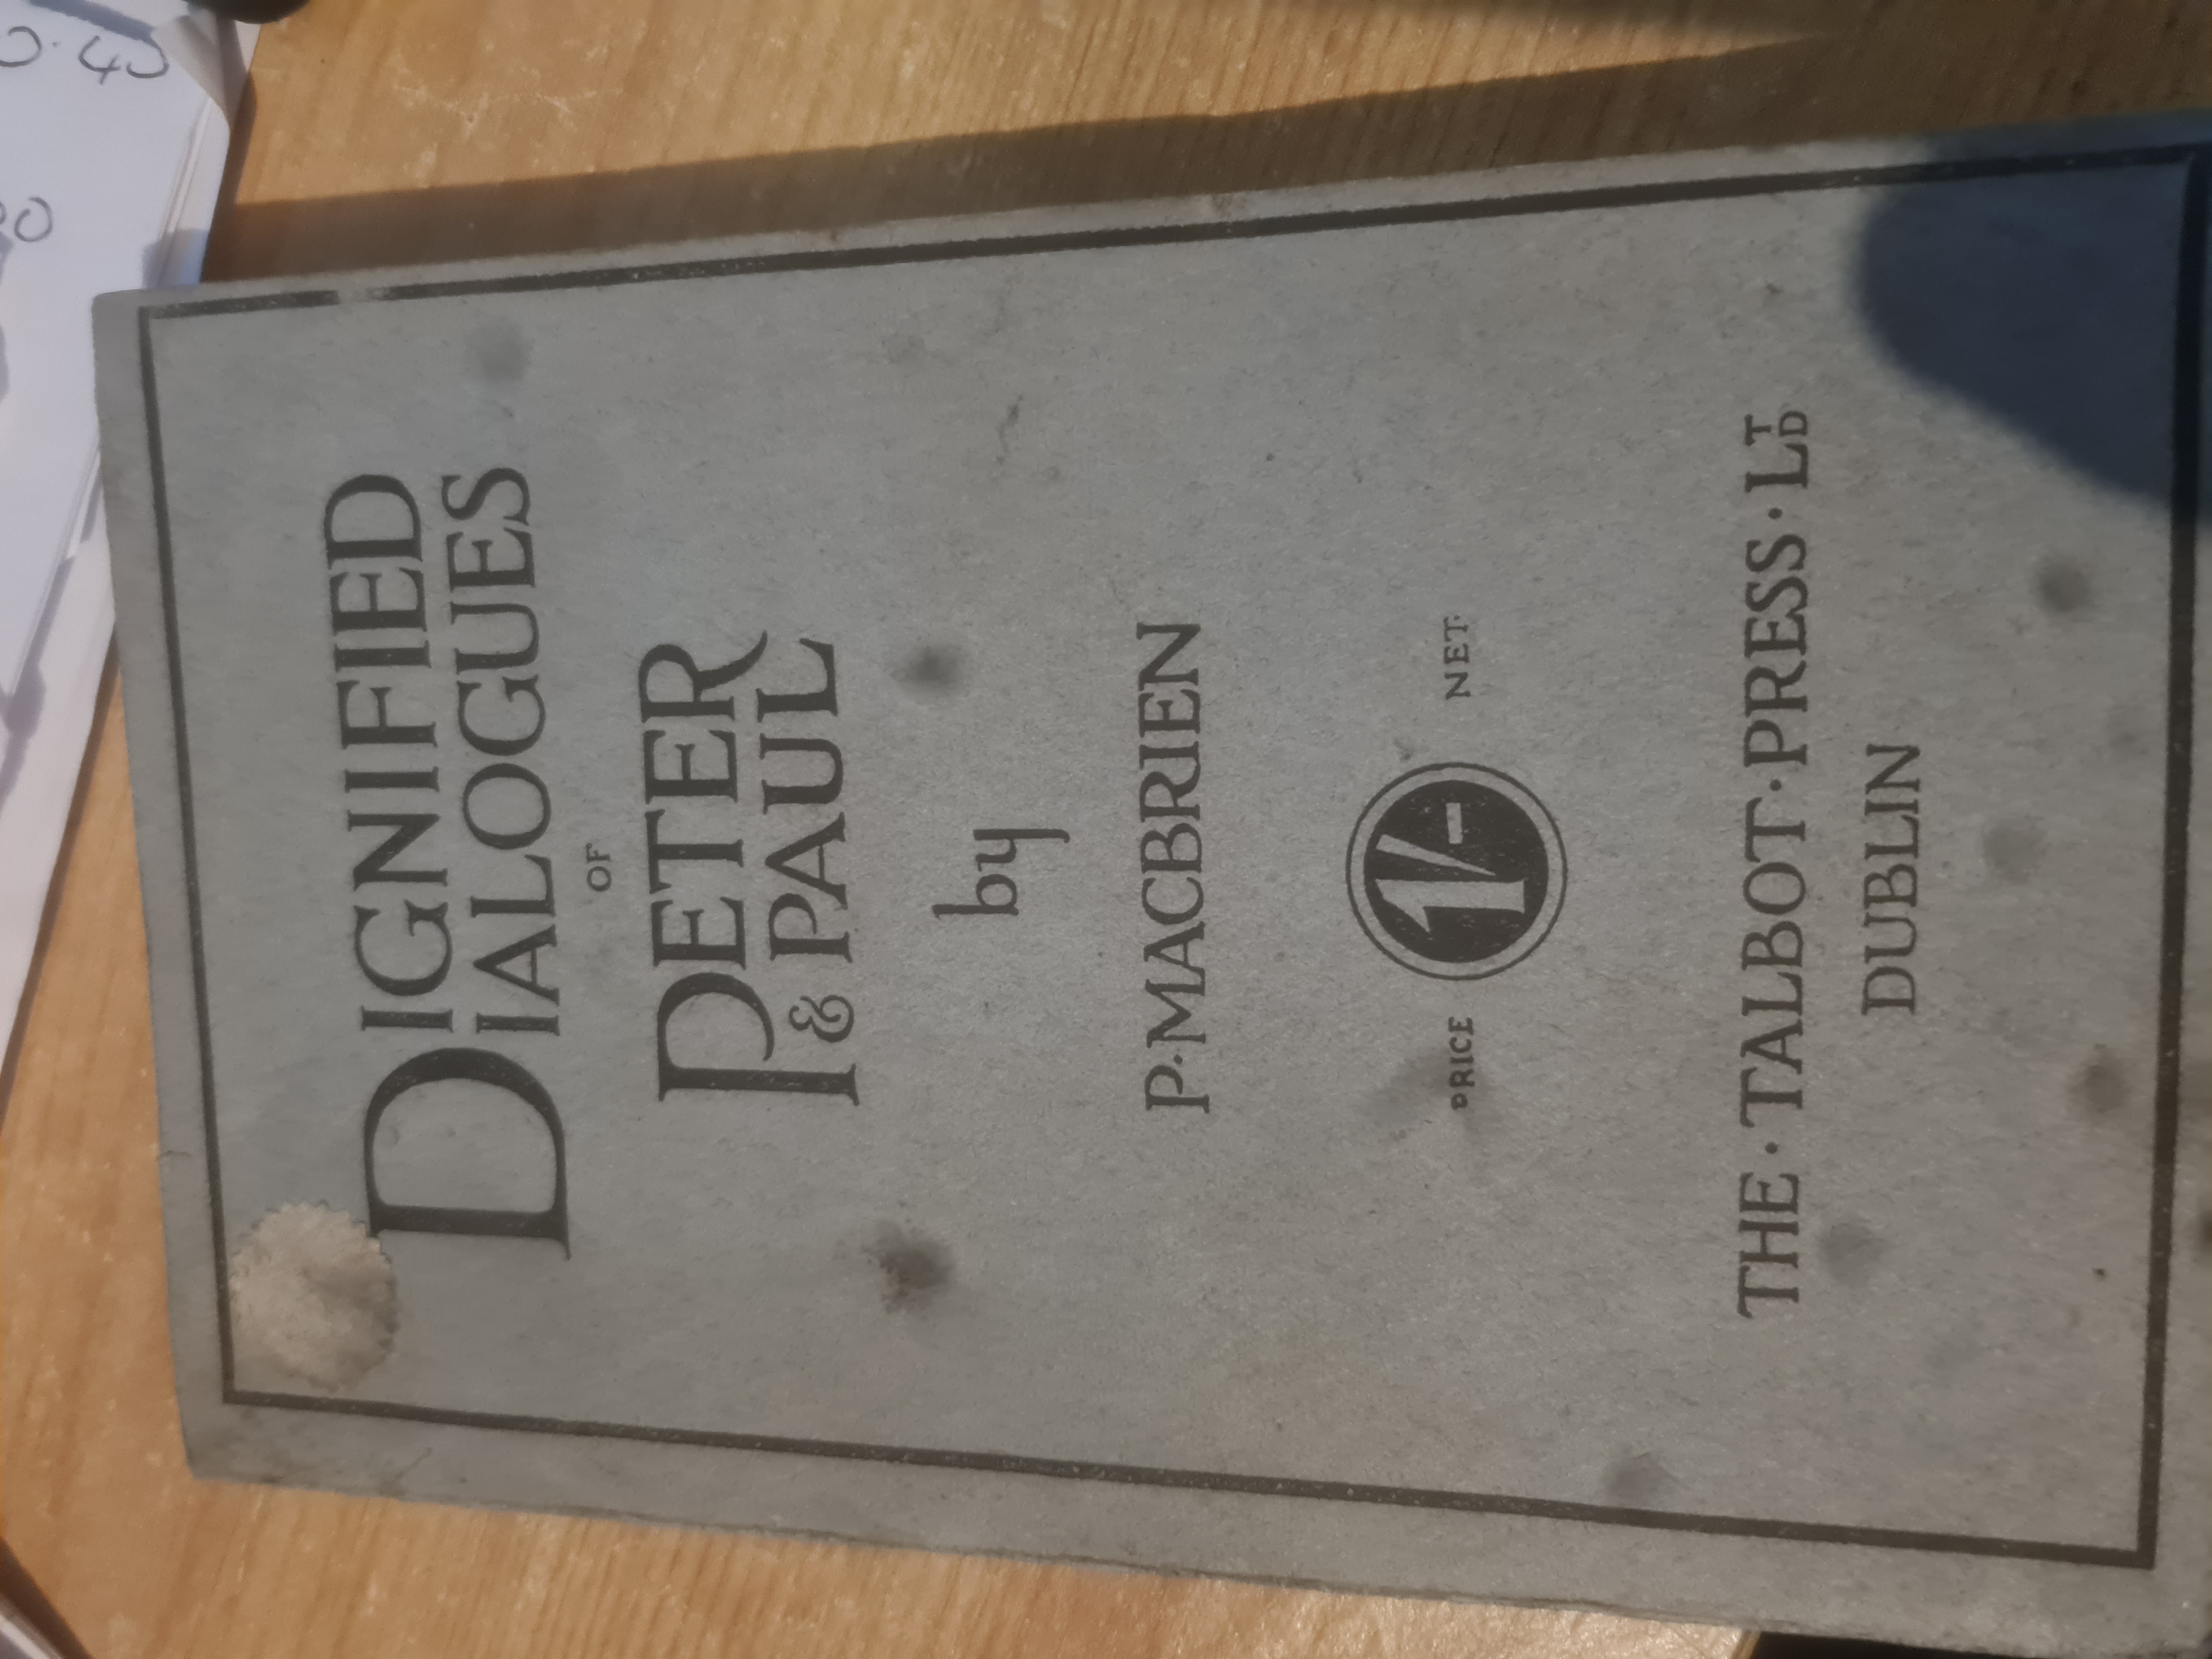 DIGNIFIED
DIALOGUES
OF
PETER
& PAUL
by
P. MACBRIEN
PRICE 1/- NET
THE · TALBOT · PRESS · LTD
DUBLIN